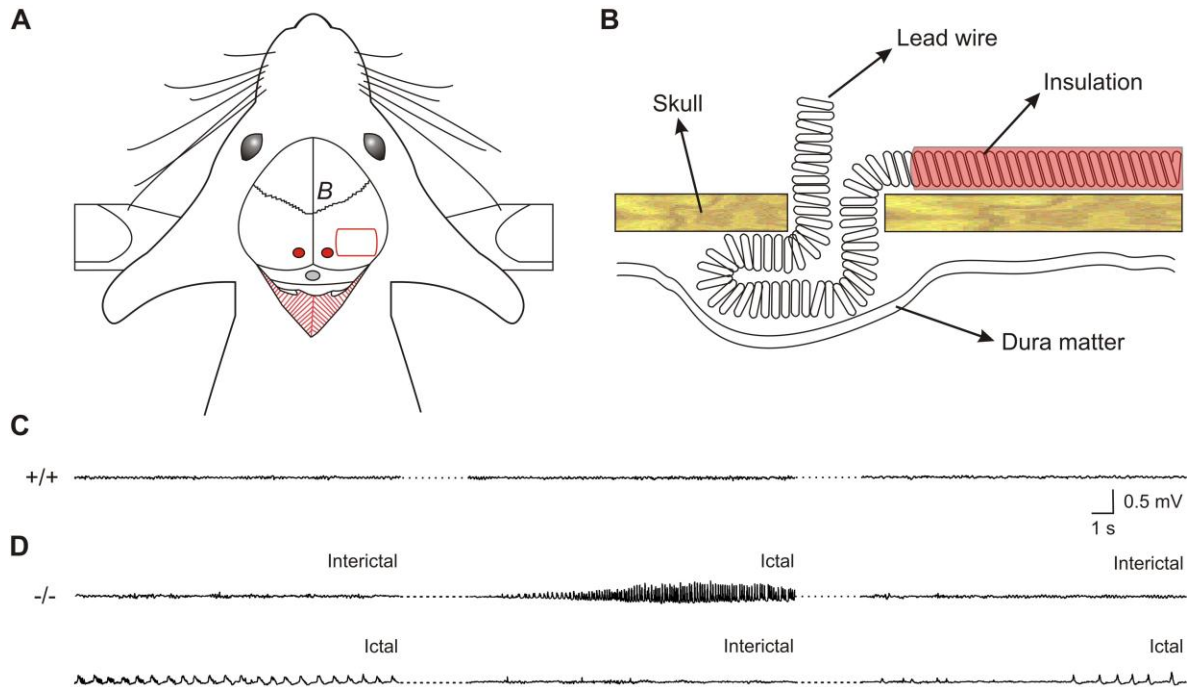 A
B
B
Lead wire
Skull
Insulation
Dura matter
C
+/+
0.5 mV
1 s
D
Interictal
Ictal
Interictal
-/-
Ictal
Interictal
Ictal